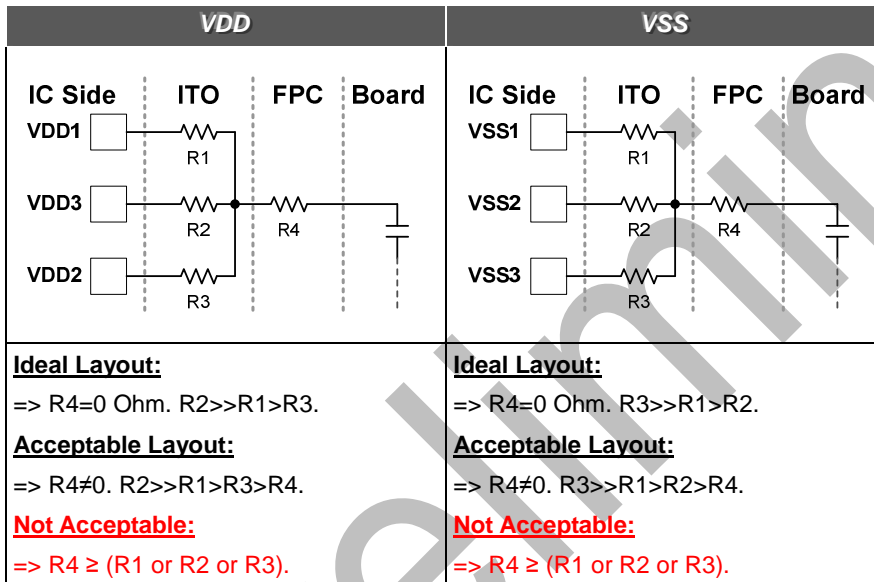 VDD
VSS
IC Side ITO FPC Board
VDD1
R1
VDD3
R2 R4
VDD2
R3
IC Side ITO FPC Board
VSS1
R1
VSS2
R2 R4
VSS3
R3
Ideal Layout:
=> R4=0 Ohm. R2>>R1>R3.
Acceptable Layout:
=> R4≠0. R2>>R1>R3>R4.
Not Acceptable:
=> R4 ≥ (R1 or R2 or R3).
Ideal Layout:
=> R4=0 Ohm. R3>>R1>R2.
Acceptable Layout:
=> R4≠0. R3>>R1>R2>R4.
Not Acceptable:
=> R4 ≥ (R1 or R2 or R3).
elimin